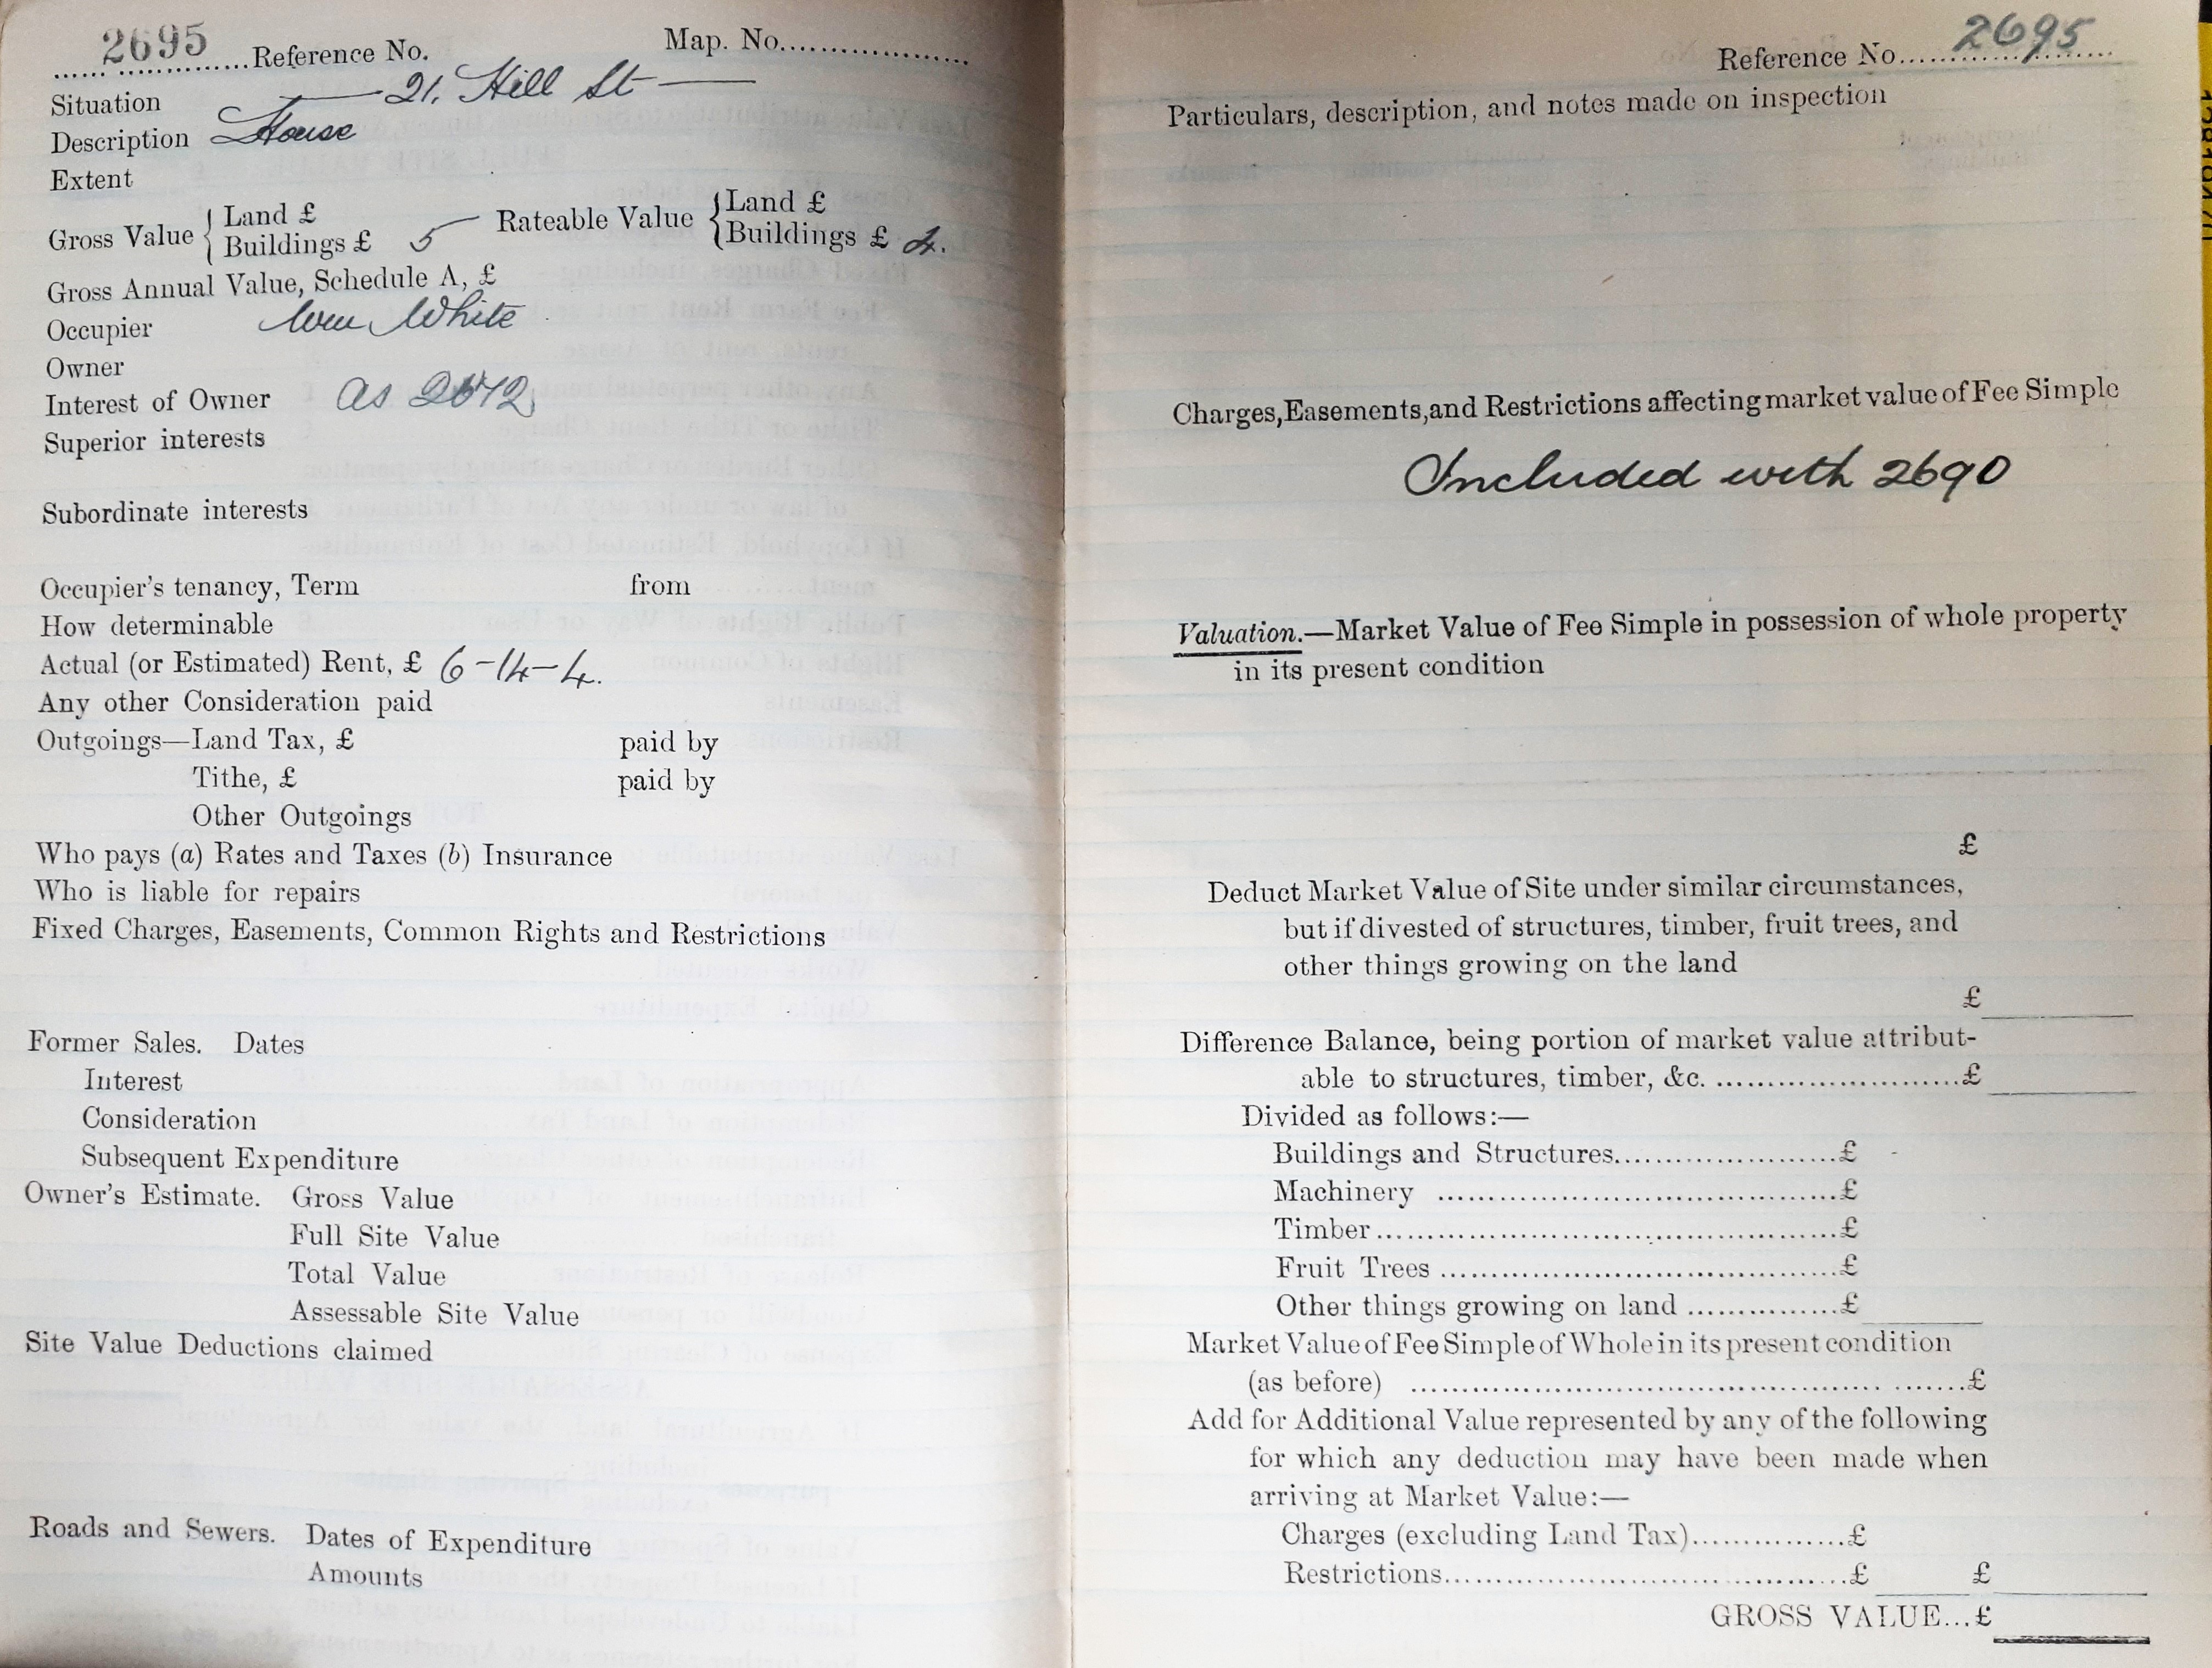 2695 Reference No. Map. No.
Situation 21. Hill St
Description House
Extent
Gross Value { Land £ Rateable Value { Land £
Buildings £ 5 Buildings £ 4.
Gross Annual Value, Schedule A, £
Occupier Wm White
Owner
Interest of Owner as
Superior interests
Subordinate interests
Occupier's tenancy, Term from
How determinable
Actual (or Estimated) Rent, £ 6-14-4.
Any other Consideration paid
Outgoings—Land Tax, £ paid by
Tithe, £ paid by
Other Outgoings
Who pays (a) Rates and Taxes (b) Insurance
Who is liable for repairs
Fixed Charges, Easements, Common Rights and Restrictions
Former Sales. Dates
Interest
Consideration
Subsequent Expenditure
Owner's Estimate. Gross Value
Full Site Value
Total Value
Assessable Site Value
Site Value Deductions claimed
Roads and Sewers. Dates of Expenditure
Amounts
Reference No. 2695
Particulars, description, and notes made on inspection
Charges, Easements, and Restrictions affecting market value of Fee Simple
Included with 2690
Valuation.—Market Value of Fee Simple in possession of whole property
in its present condition
£
Deduct Market Value of Site under similar circumstances,
but if divested of structures, timber, fruit trees, and
other things growing on the land
£
Difference Balance, being portion of market value attribut-
able to structures, timber, &c. £
Divided as follows:—
Buildings and Structures £
Machinery £
Timber £
Fruit Trees £
Other things growing on land £
Market Value of Fee Simple of Whole in its present condition
(as before) £
Add for Additional Value represented by any of the following
for which any deduction may have been made when
arriving at Market Value:—
Charges (excluding Land Tax) £
Restrictions £ £
GROSS VALUE...£